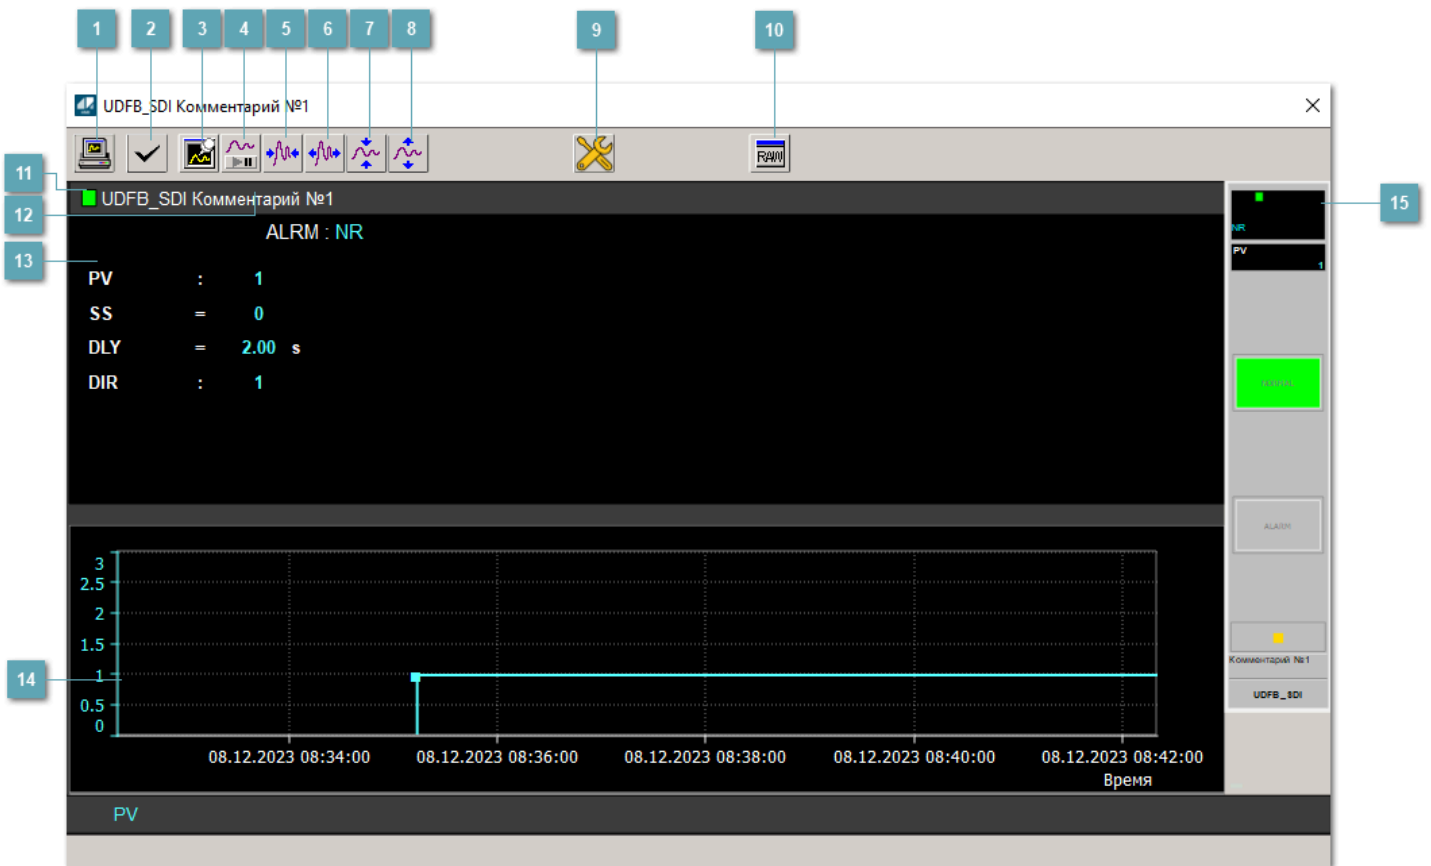 1 2 3 4 5 6 7 8 9 10
UDFB_SDI Комментарий №1
RAW
11
UDFB_SDI Комментарий №1
12
ALRM : NR
13
PV : 1
SS = 0
DLY = 2.00 s
DIR : 1
15
NR
PV
1
NORMAL
ALARM
Комментарий №1
UDFB_SDI
14
3
2.5
2
1.5
1
0.5
0
08.12.2023 08:34:00 08.12.2023 08:36:00 08.12.2023 08:38:00 08.12.2023 08:40:00 08.12.2023 08:42:00
Время
PV